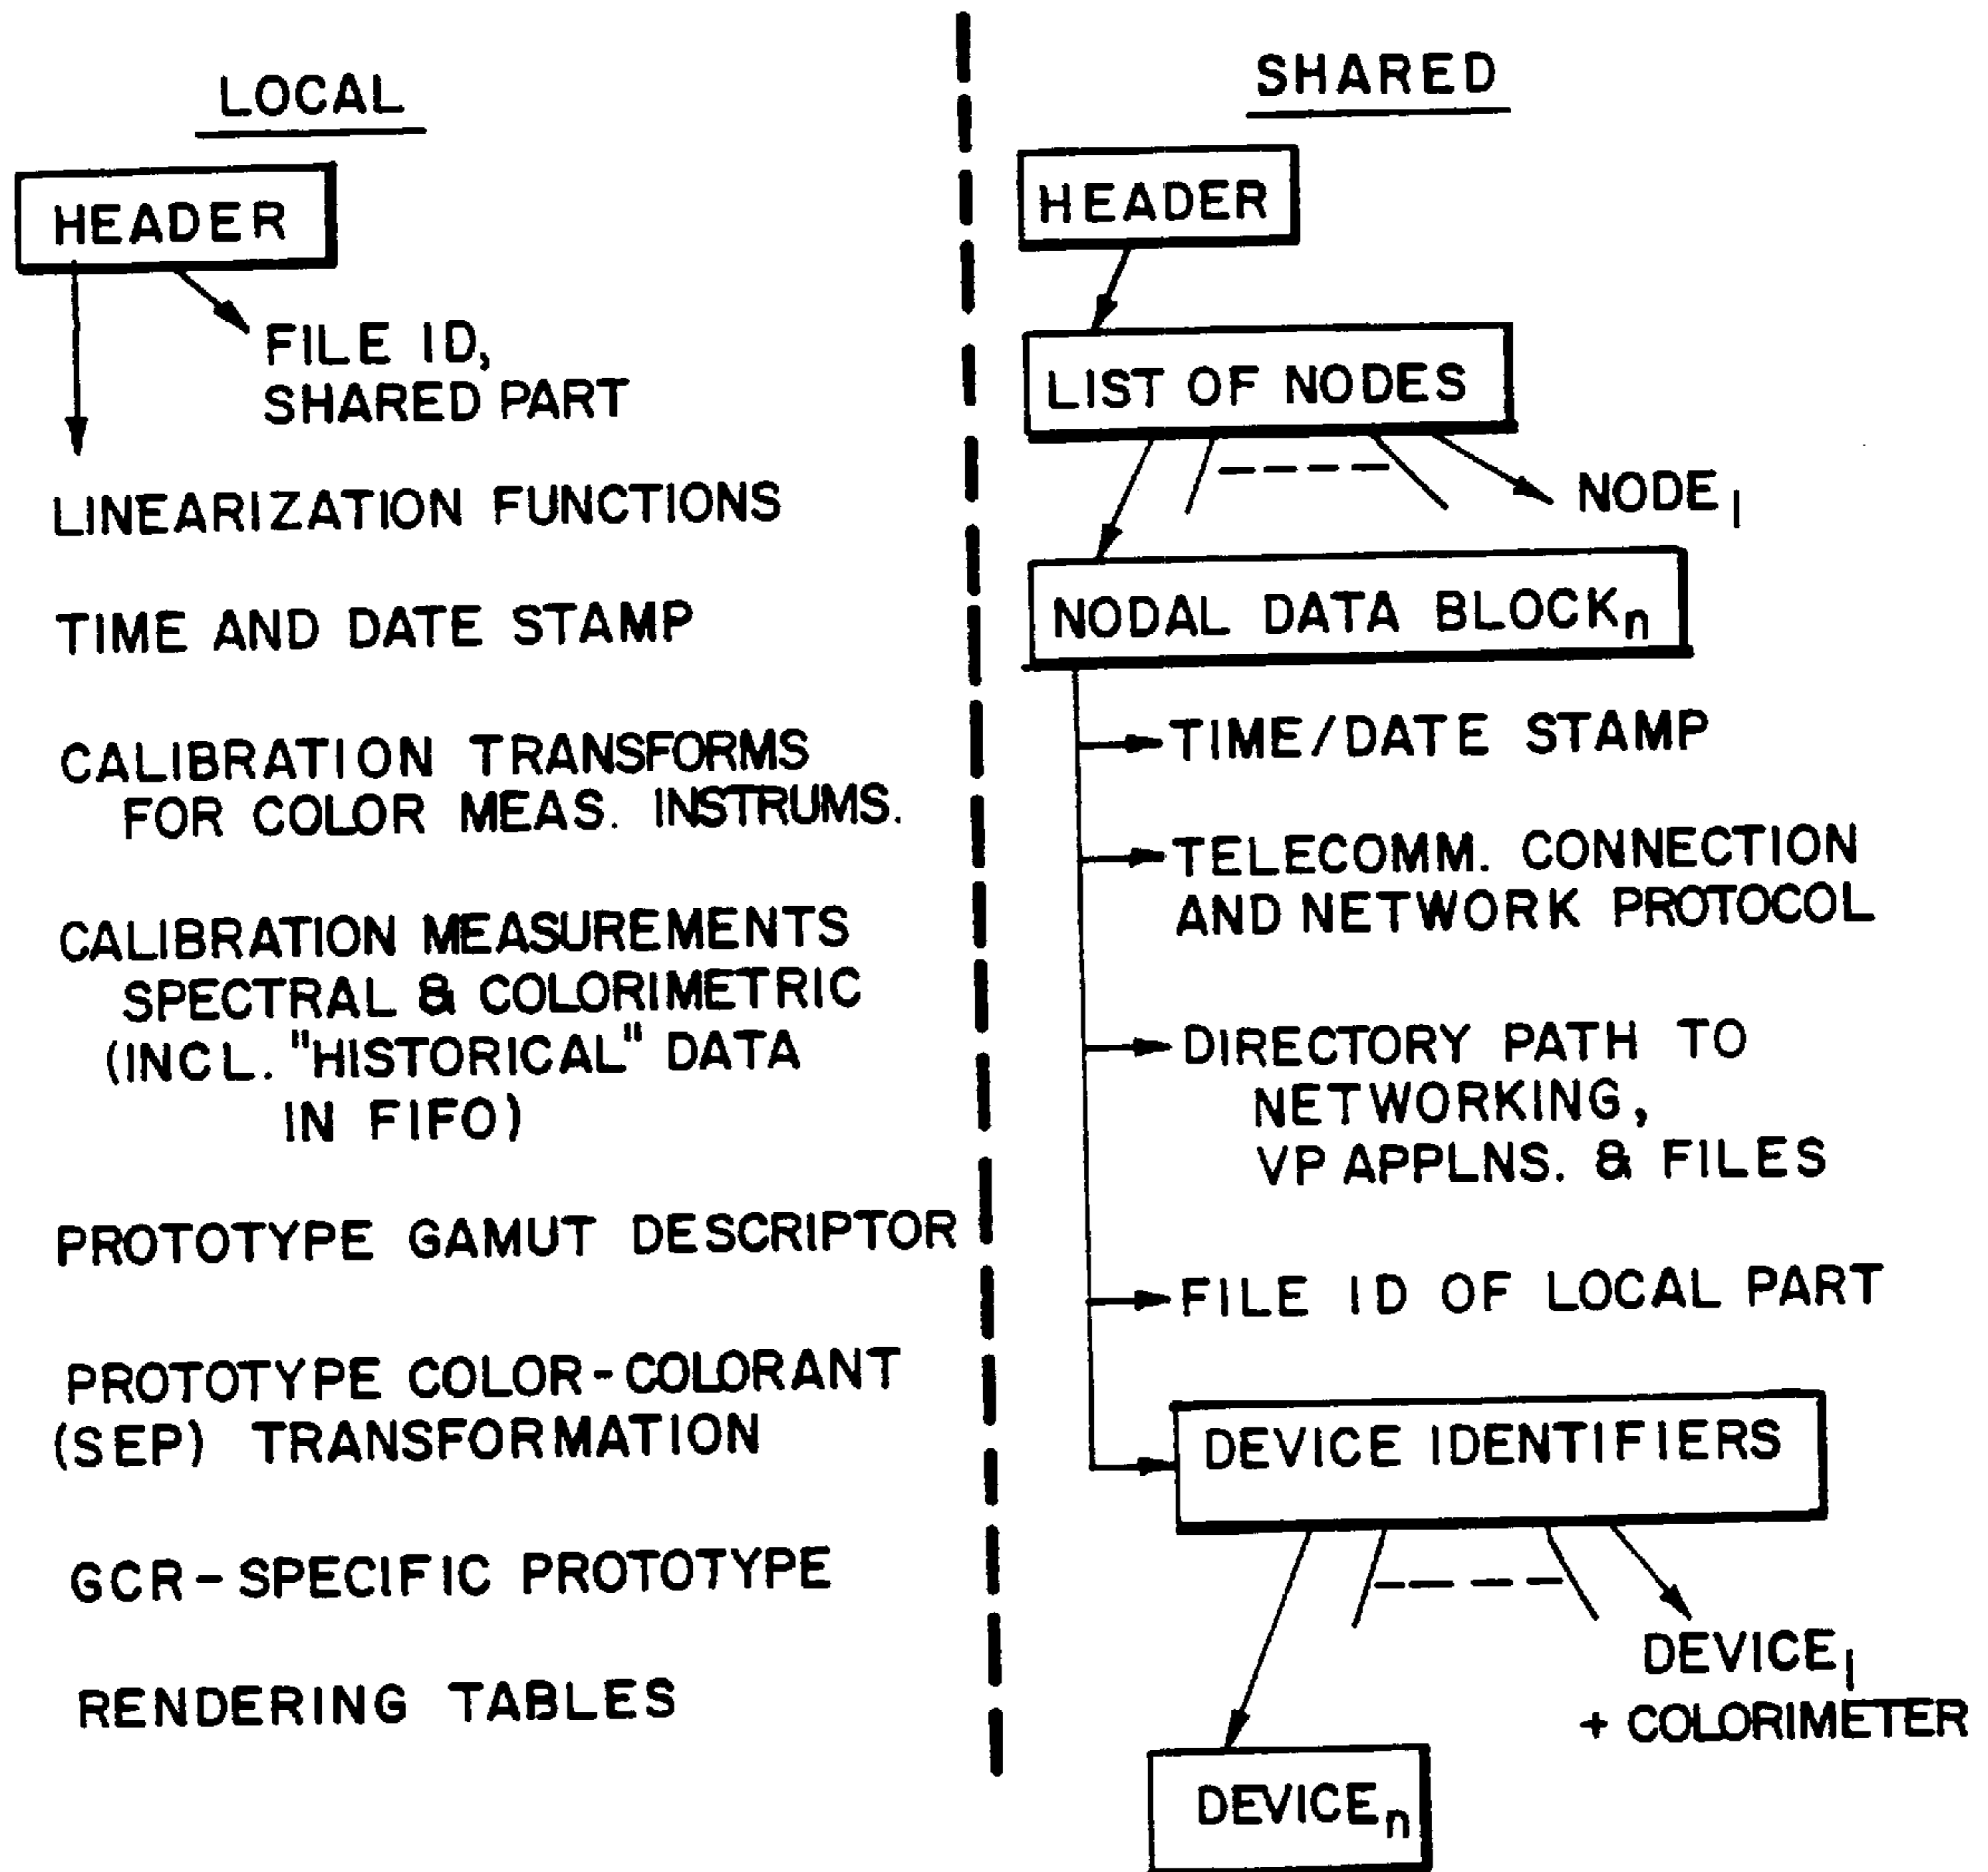 LOCAL
HEADER
FILE ID,
SHARED PART
LINEARIZATION FUNCTIONS
TIME AND DATE STAMP
CALIBRATION TRANSFORMS
FOR COLOR MEAS. INSTRUMS.
CALIBRATION MEASUREMENTS
SPECTRAL & COLORIMETRIC
(INCL. "HISTORICAL" DATA
IN FIFO)
PROTOTYPE GAMUT DESCRIPTOR
PROTOTYPE COLOR-COLORANT
(SEP) TRANSFORMATION
GCR-SPECIFIC PROTOTYPE
RENDERING TABLES
SHARED
HEADER
LIST OF NODES
NODE₁
NODAL DATA BLOCKₙ
TIME/DATE STAMP
TELECOMM. CONNECTION
AND NETWORK PROTOCOL
DIRECTORY PATH TO
NETWORKING,
VP APPLNS. & FILES
FILE ID OF LOCAL PART
DEVICE IDENTIFIERS
DEVICE₁
+ COLORIMETER
DEVICEₙ